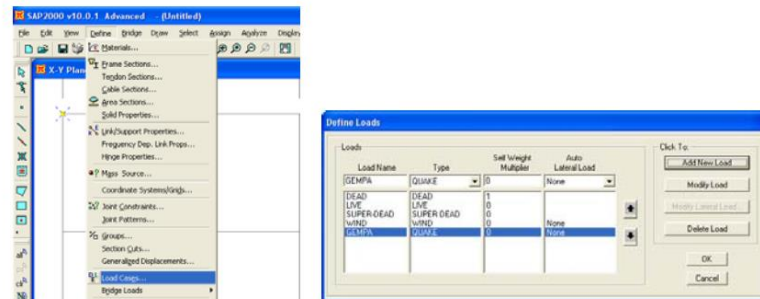 SAP2000 v10.0.1 Advanced - (Untitled)
File Edit View Define Bridge Draw Select Assign Analyze Display
X-Y Plan
Materials...
Frame Sections...
Tendon Sections...
Cable Sections...
Area Sections...
Solid Properties...
Link/Support Properties...
Frequency Dep. Link Props...
Hinge Properties...
Mass Source...
Coordinate Systems/Grids...
Joint Constraints...
Joint Patterns...
Groups...
Section Cuts...
Generalized Displacements...
Load Cases...
Bridge Loads
all
Define Loads
Loads
Load Name Type Self Weight Multiplier Auto Lateral Load
GEMPA QUAKE 0 None
DEAD DEAD 1
LIVE LIVE 0
SUPER-DEAD SUPER DEAD 0
WIND WIND 0 None
GEMPA QUAKE 0 None
Click To:
Add New Load
Modify Load
Modify Lateral Load...
Delete Load
OK
Cancel